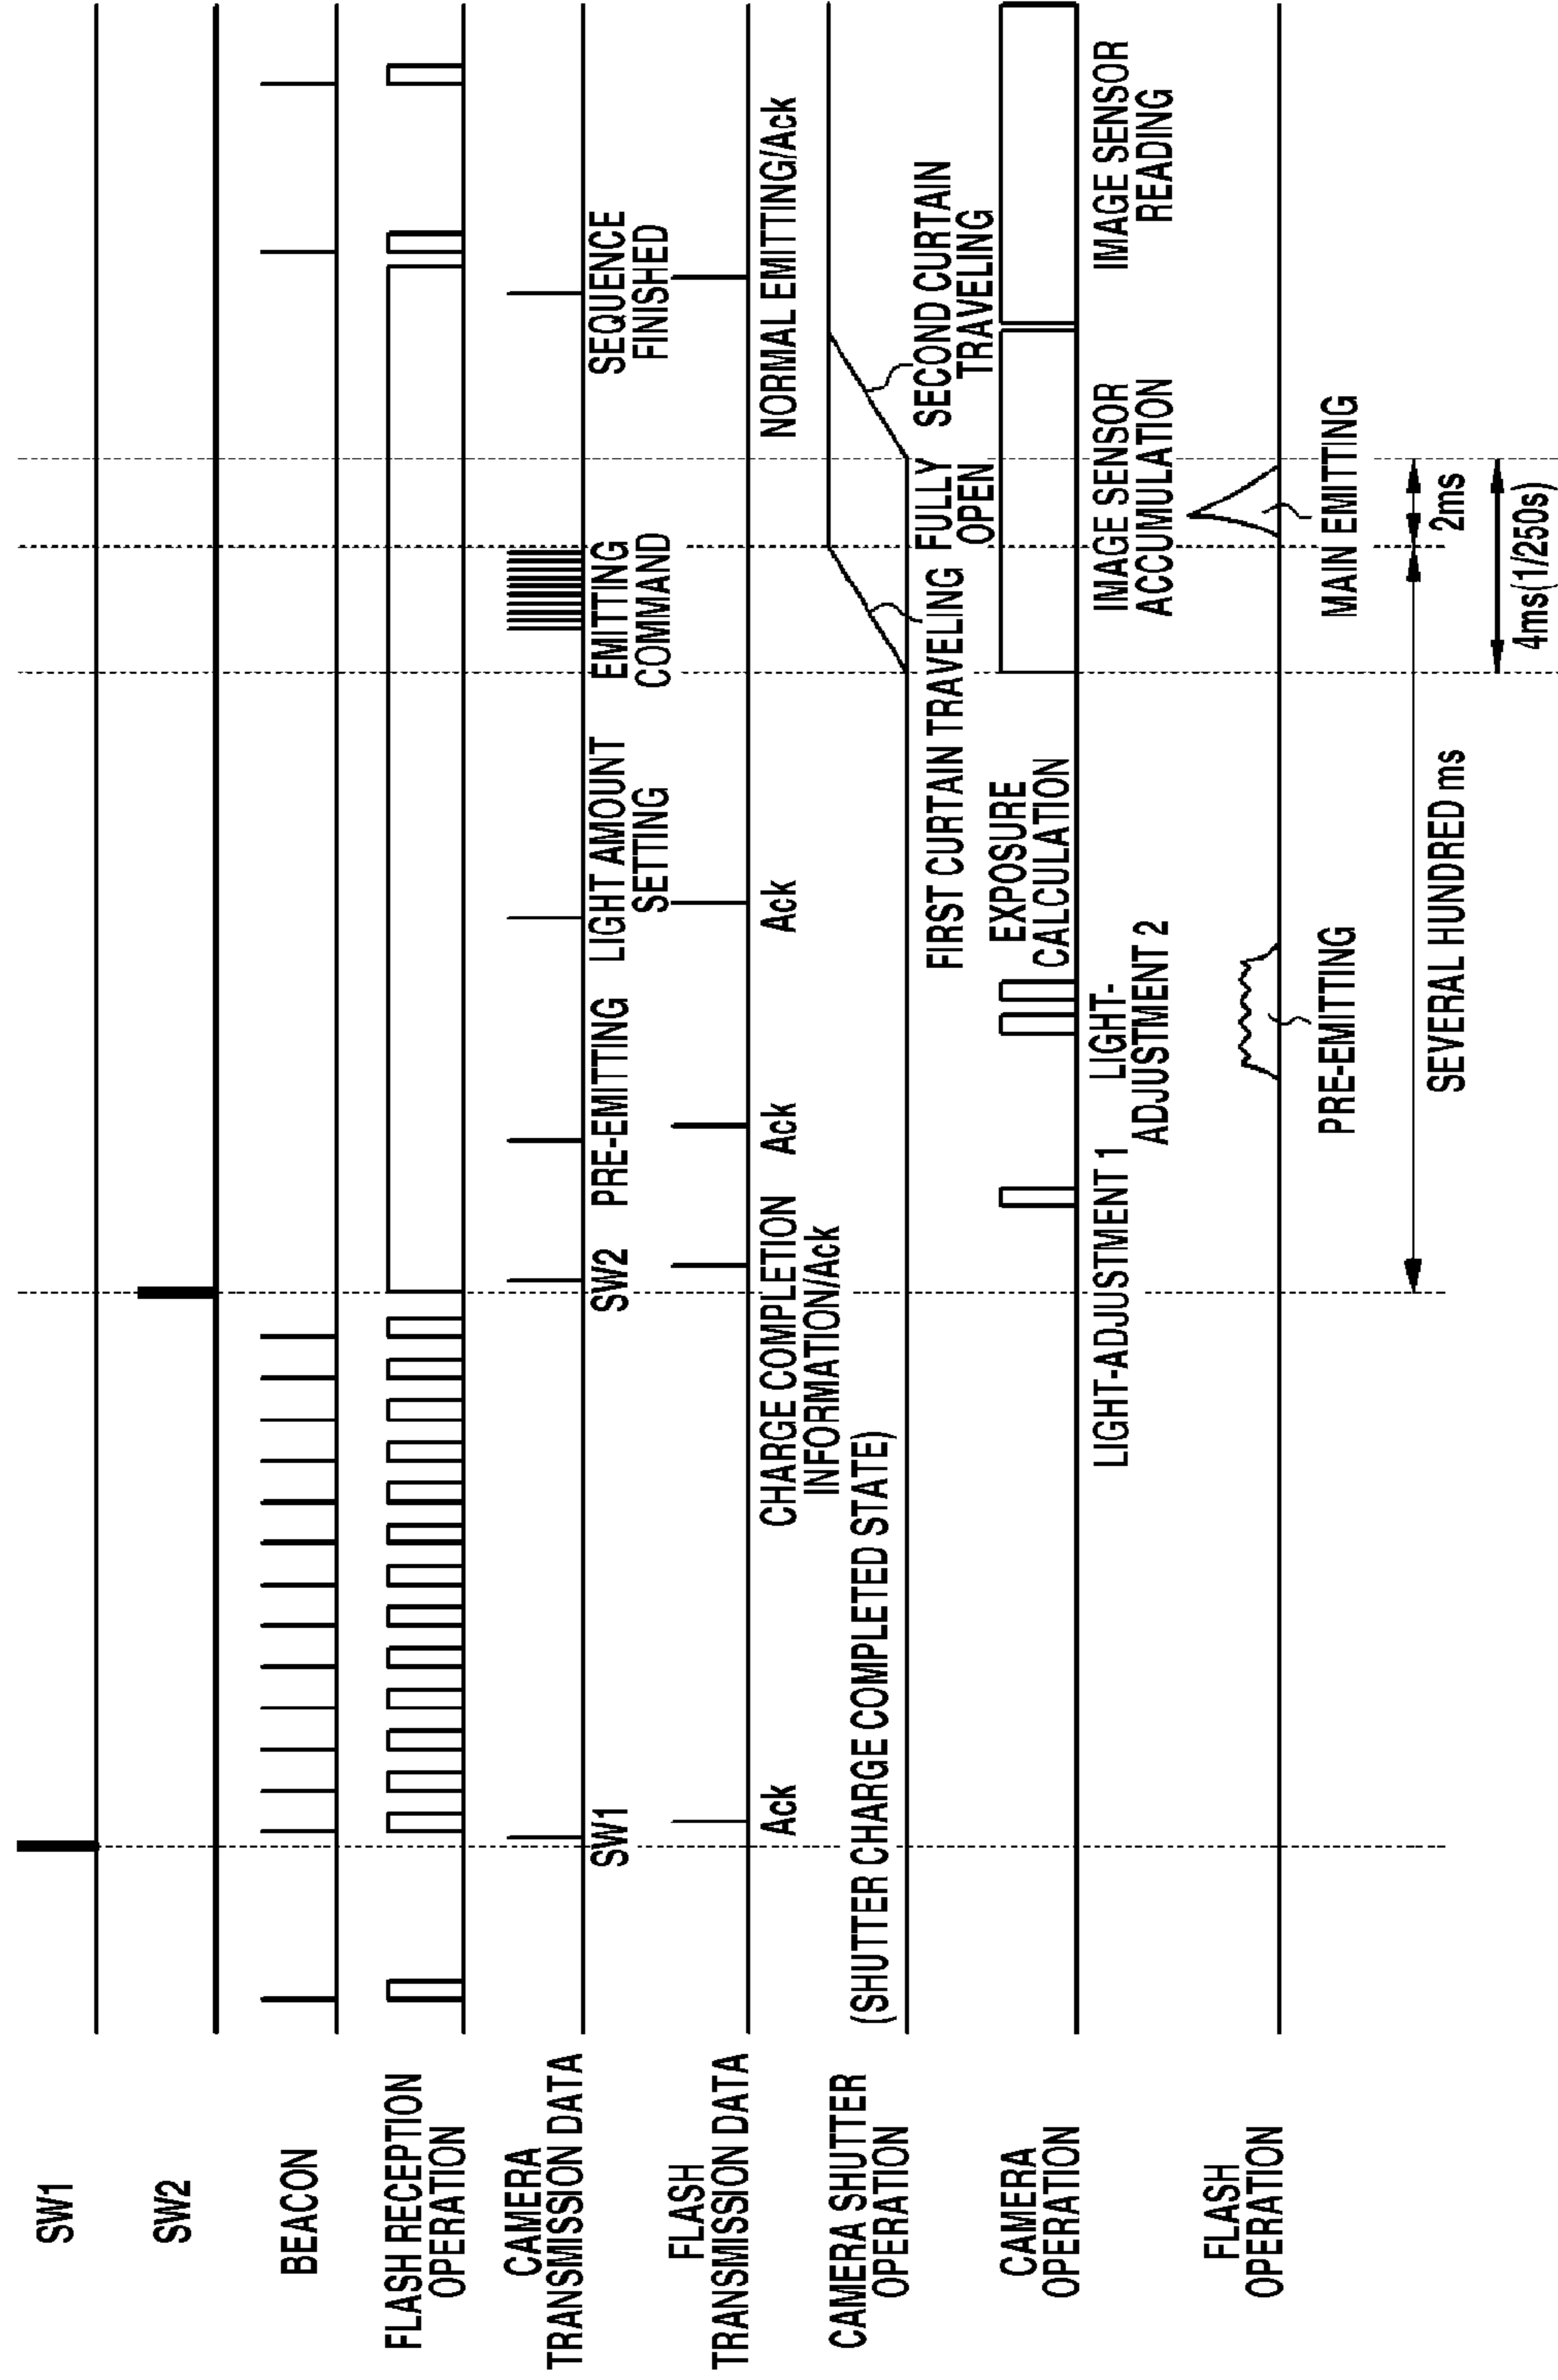 SW1
SW2
BEACON
FLASH RECEPTION
OPERATION
CAMERA
TRANSMISSION DATA
SW1
SW2
PRE-EMITTING
LIGHT AMOUNT
SETTING
EMITTING
COMMAND
SEQUENCE
FINISHED
FLASH
TRANSMISSION DATA
Ack
CHARGE COMPLETION
INFORMATION/Ack
Ack
Ack
NORMAL EMITTING/Ack
CAMERA SHUTTER
OPERATION
(SHUTTER CHARGE COMPLETED STATE)
FIRST CURTAIN TRAVELING
FULLY
OPEN
SECOND CURTAIN
TRAVELING
CAMERA
OPERATION
LIGHT-ADJUSTMENT 1
LIGHT-
ADJUSTMENT 2
EXPOSURE
CALCULATION
IMAGE SENSOR
ACCUMULATION
IMAGE SENSOR
READING
FLASH
OPERATION
PRE-EMITTING
MAIN EMITTING
SEVERAL HUNDRED ms
2ms
4ms(1/250s)